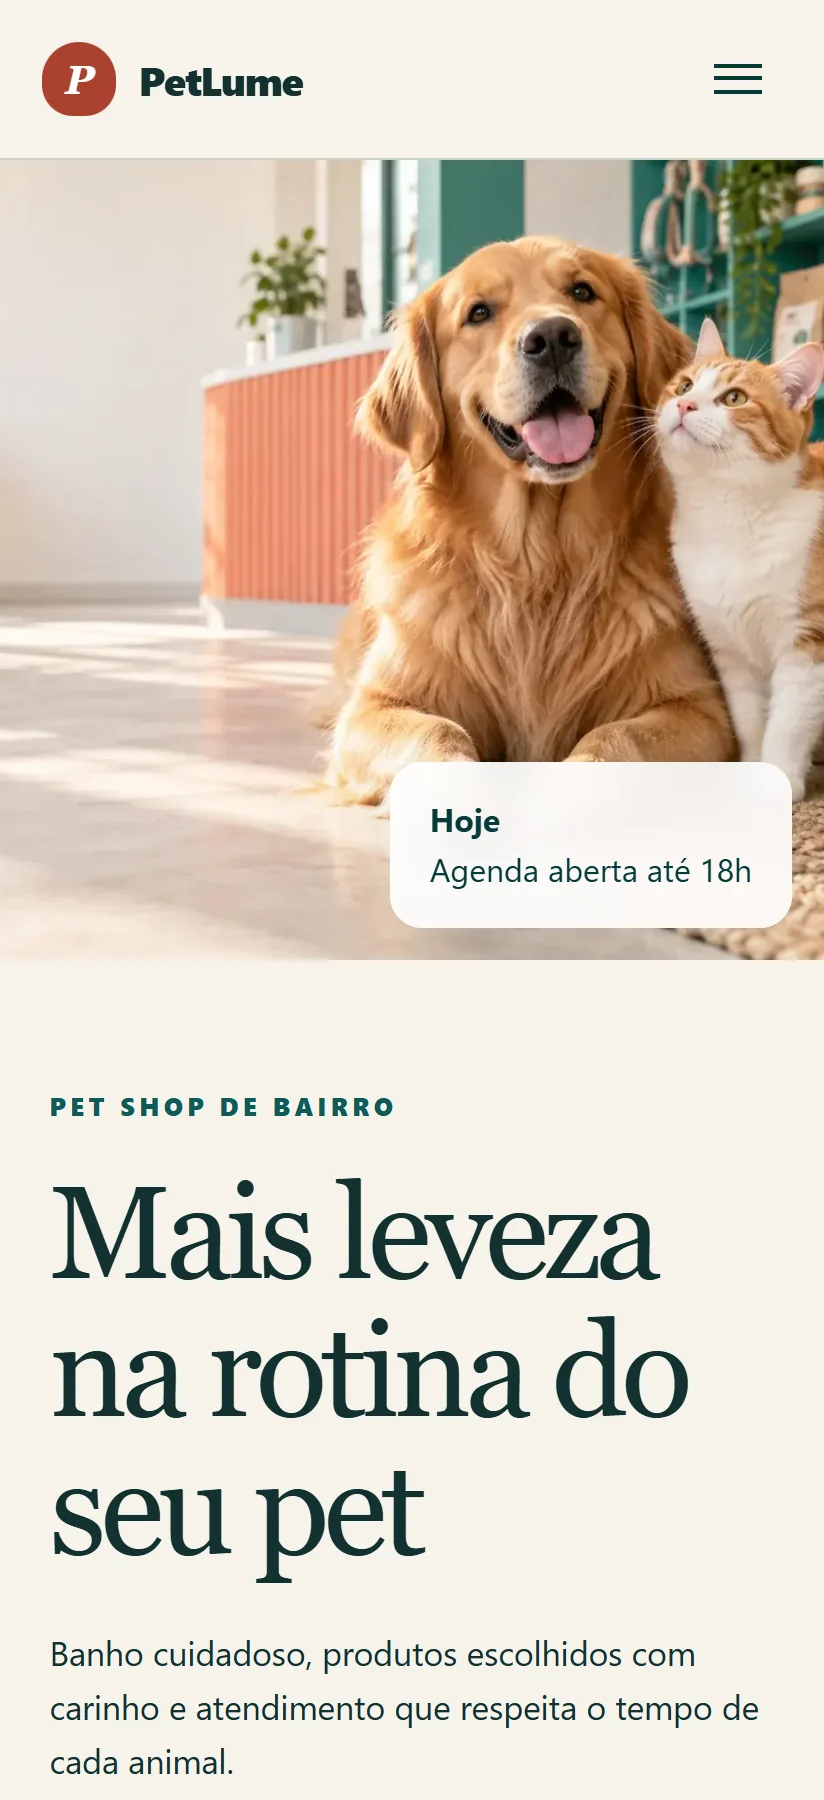 P
PetLume
Hoje
Agenda aberta até 18h
PET SHOP DE BAIRRO
Mais leveza
na rotina do
seu pet
Banho cuidadoso, produtos escolhidos com
carinho e atendimento que respeita o tempo de
cada animal.